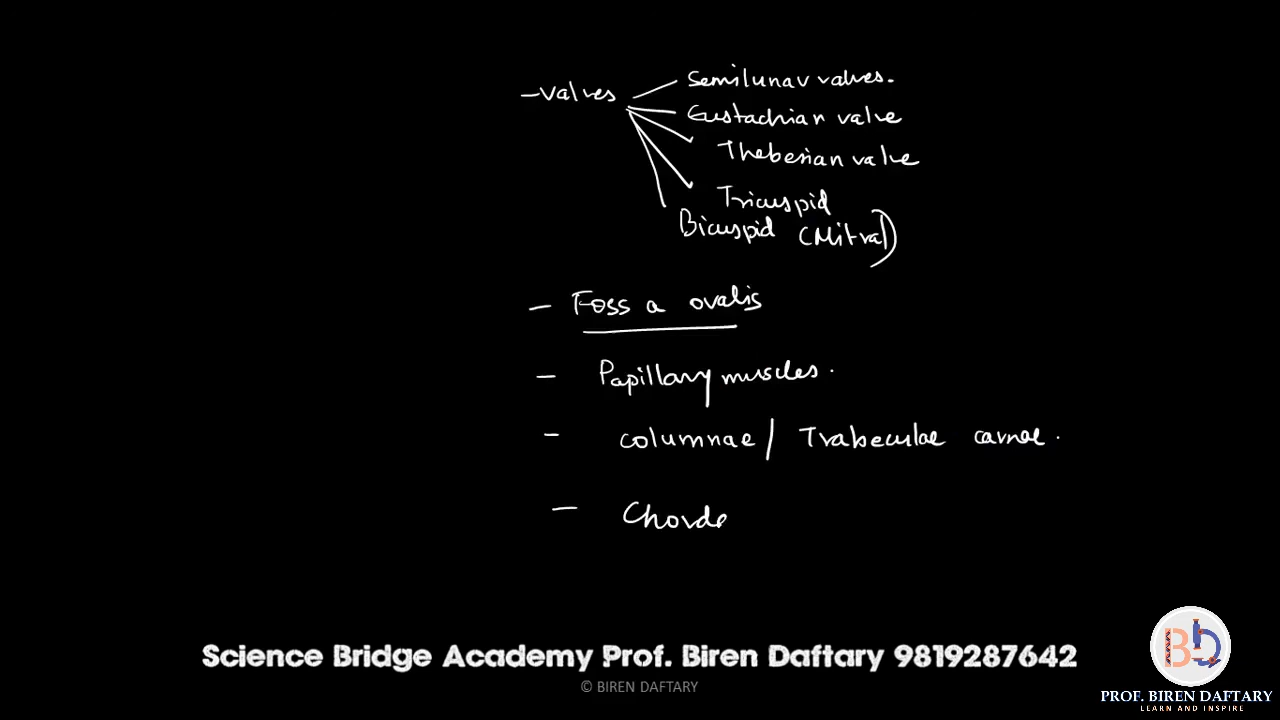 - valves
Semilunar valves.
Eustachian valve
Thebesian valve
Tricuspid
Bicuspid (Mitral)
- Fossa ovalis
- Papillary muscles.
- columnae / Trabeculae carnae.
- Chordae
Science Bridge Academy Prof. Biren Daftary 9819287642
© BIREN DAFTARY
PROF. BIREN DAFTARY
LEARN AND INSPIRE